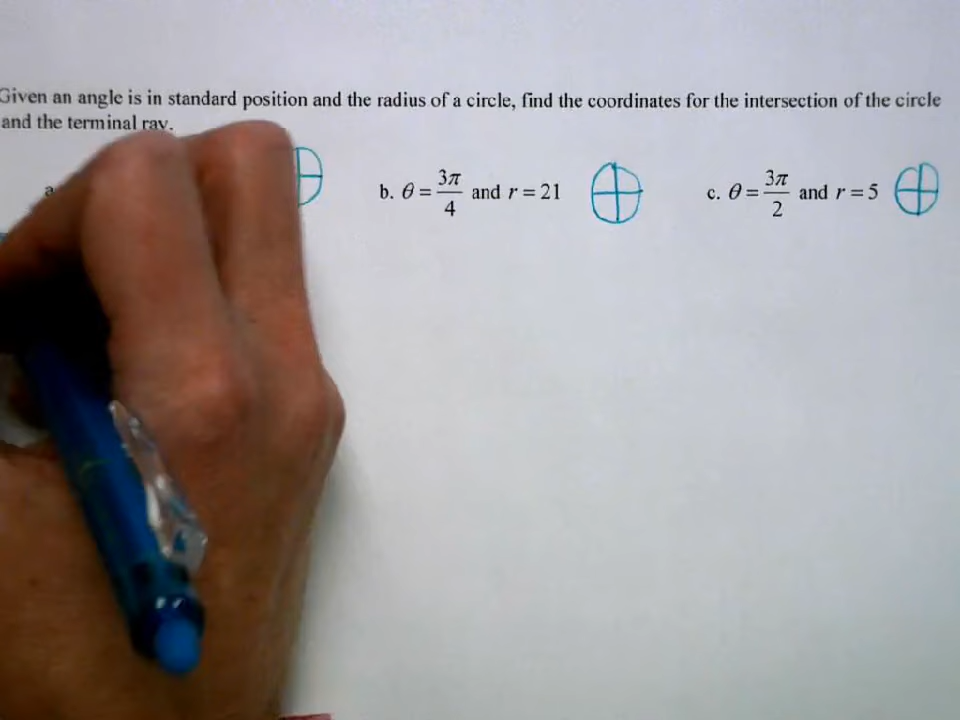 Given an angle is in standard position and the radius of a circle, find the coordinates for the intersection of the circle
and the terminal ray.
a
b. θ = 3π/4 and r = 21
c. θ = 3π/2 and r = 5